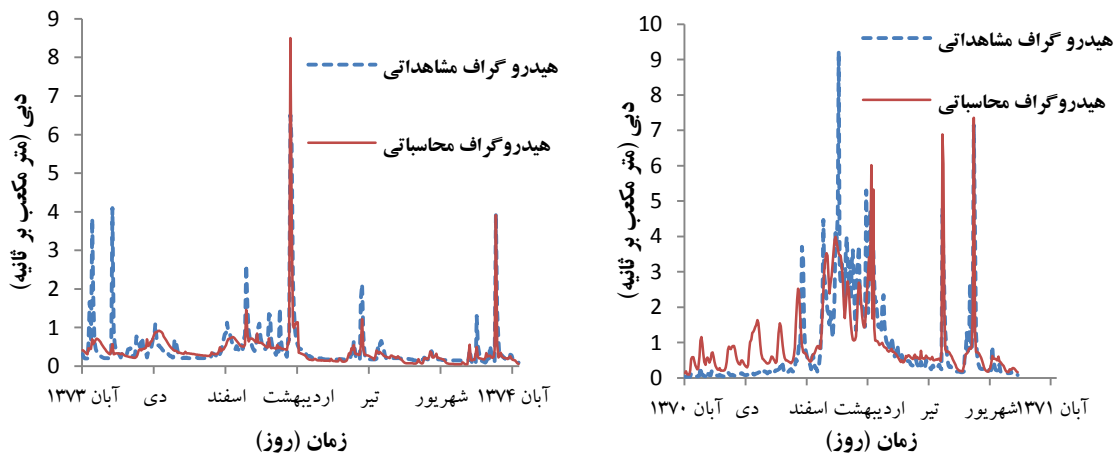 9
8
7
6
5
4
3
2
1
0
دبی (متر مکعب بر ثانیه)
هیدرو گراف مشاهداتی
هیدروگراف محاسباتی
آبان ۱۳۷۳ دی اسفند اردیبهشت تیر شهریور آبان ۱۳۷۴
زمان (روز)
10
9
8
7
6
5
4
3
2
1
0
دبی (متر مکعب بر ثانیه)
هیدرو گراف مشاهداتی
هیدروگراف محاسباتی
آبان ۱۳۷۰ دی اسفند اردیبهشت تیر شهریور آبان ۱۳۷۱
زمان (روز)